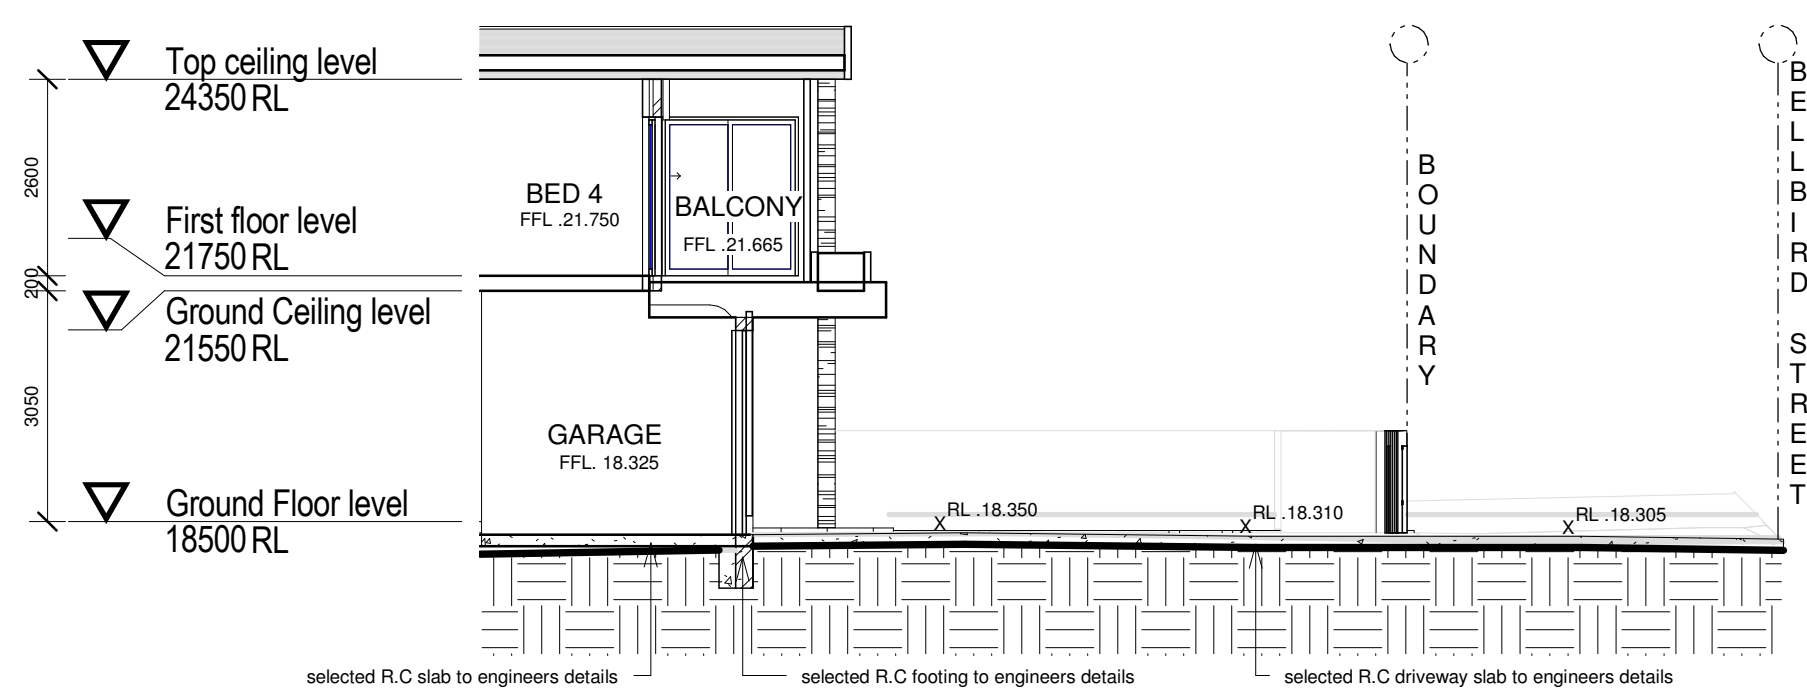 Top ceiling level
24350 RL
2600
First floor level
21750 RL
200
Ground Ceiling level
21550 RL
3050
Ground Floor level
18500 RL
BED 4
FFL .21.750
BALCONY
FFL .21.665
GARAGE
FFL. 18.325
BOUNDARY
BELLBIRD STREET
X RL .18.350
X RL .18.310
X RL .18.305
selected R.C slab to engineers details
selected R.C footing to engineers details
selected R.C driveway slab to engineers details